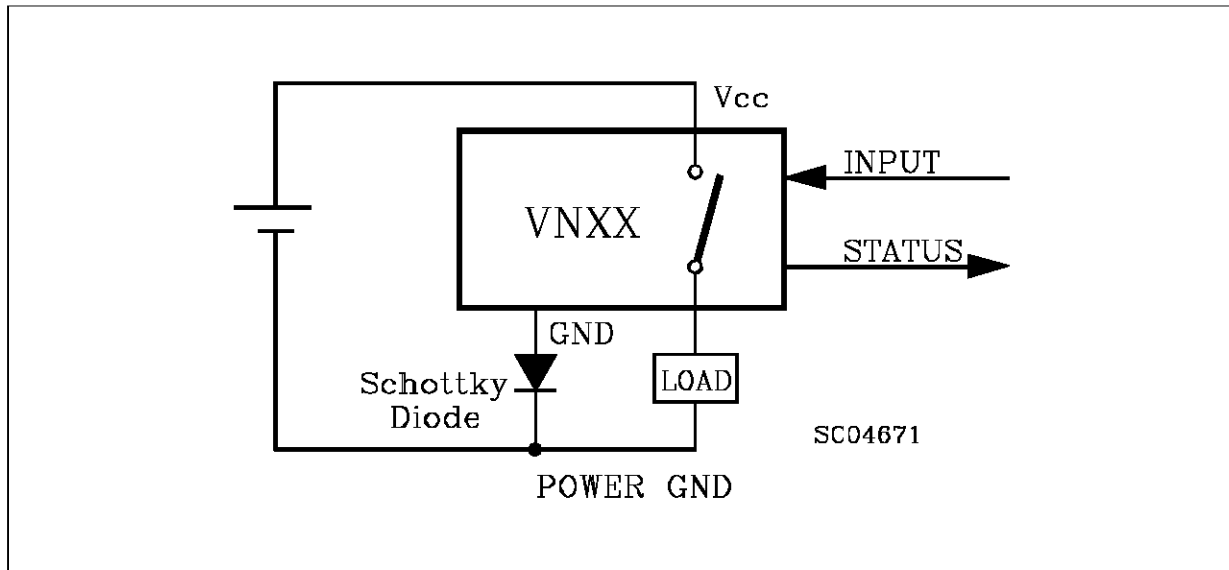 Vcc
INPUT
VNXX
STATUS
GND
Schottky
Diode
LOAD
SC04671
POWER GND